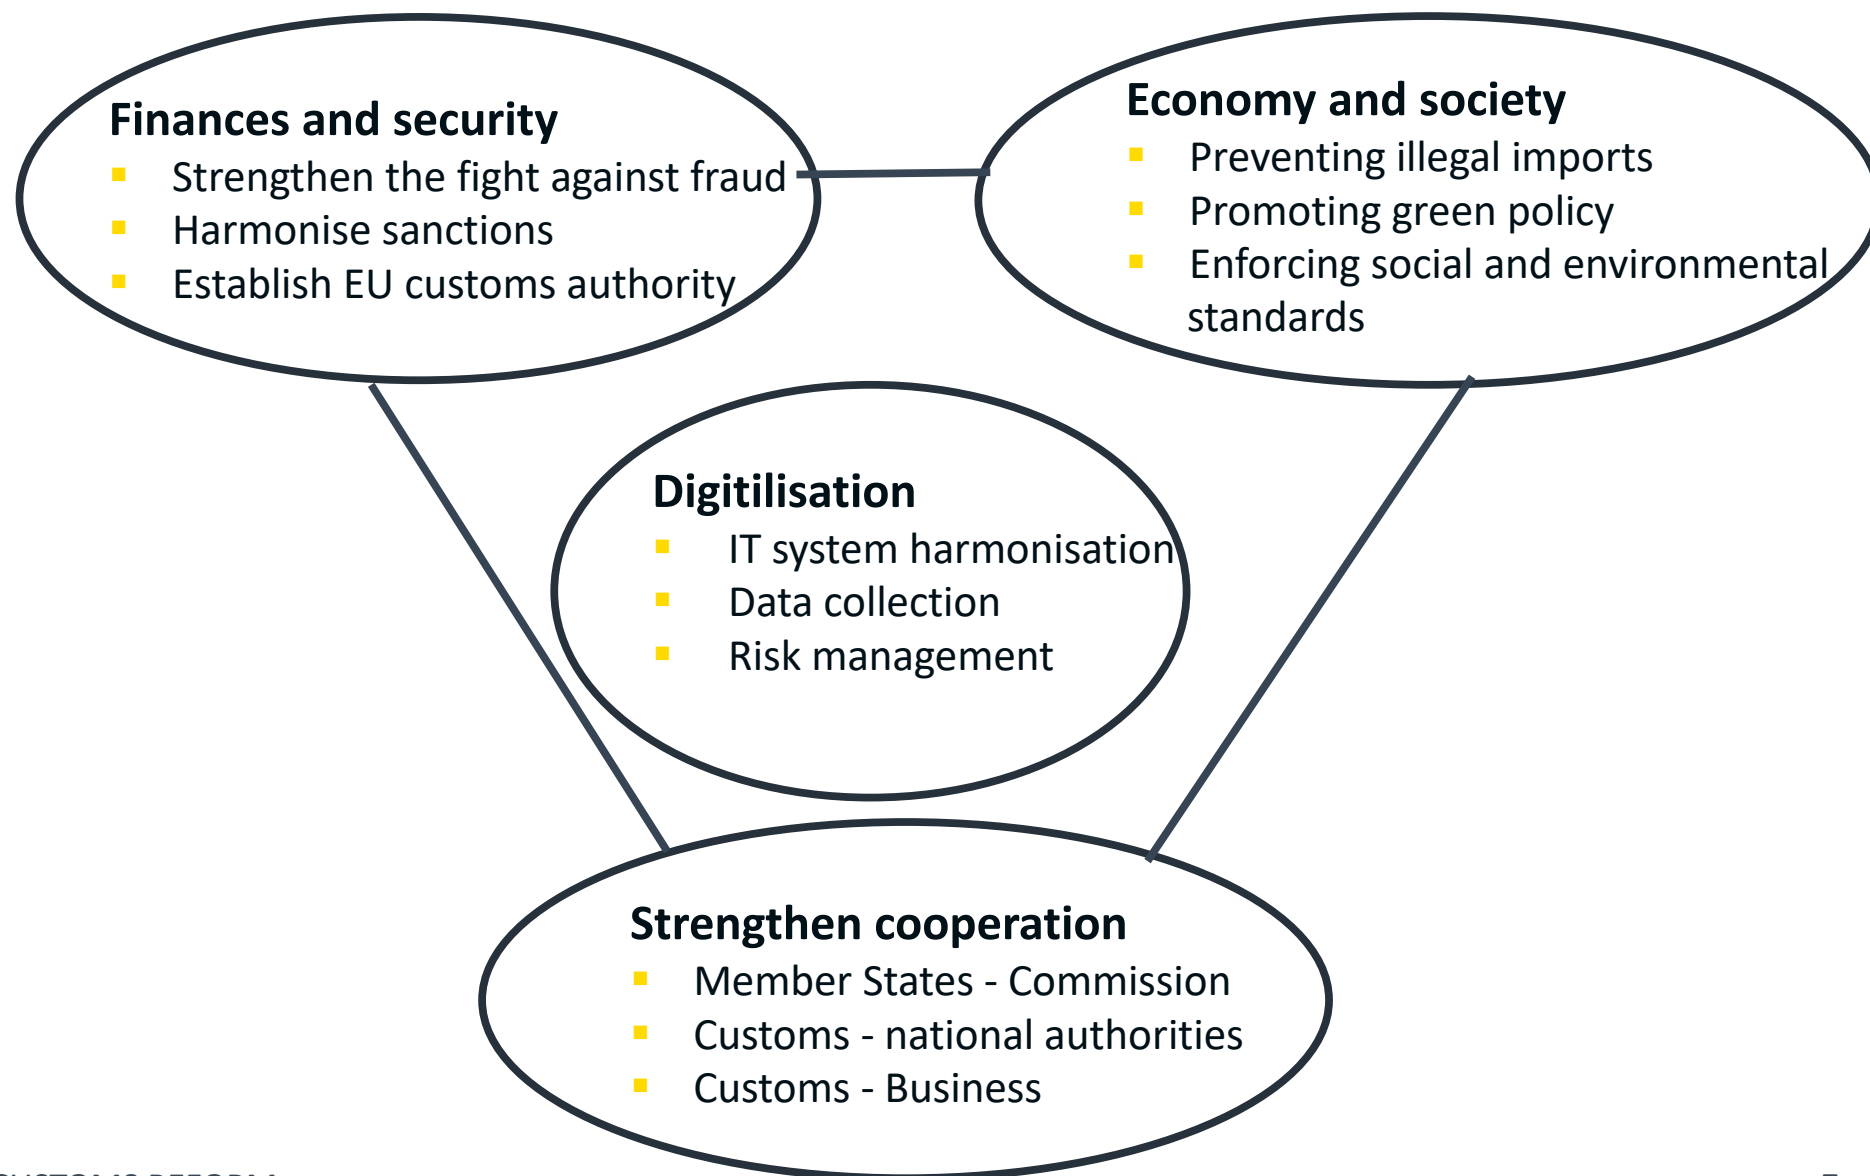 Finances and security
Strengthen the fight against fraud
Harmonise sanctions
Establish EU customs authority
Economy and society
Preventing illegal imports
Promoting green policy
Enforcing social and environmental
standards
Digitilisation
IT system harmonisation
Data collection
Risk management
Strengthen cooperation
Member States - Commission
Customs - national authorities
Customs - Business
CUSTOMS REFORM